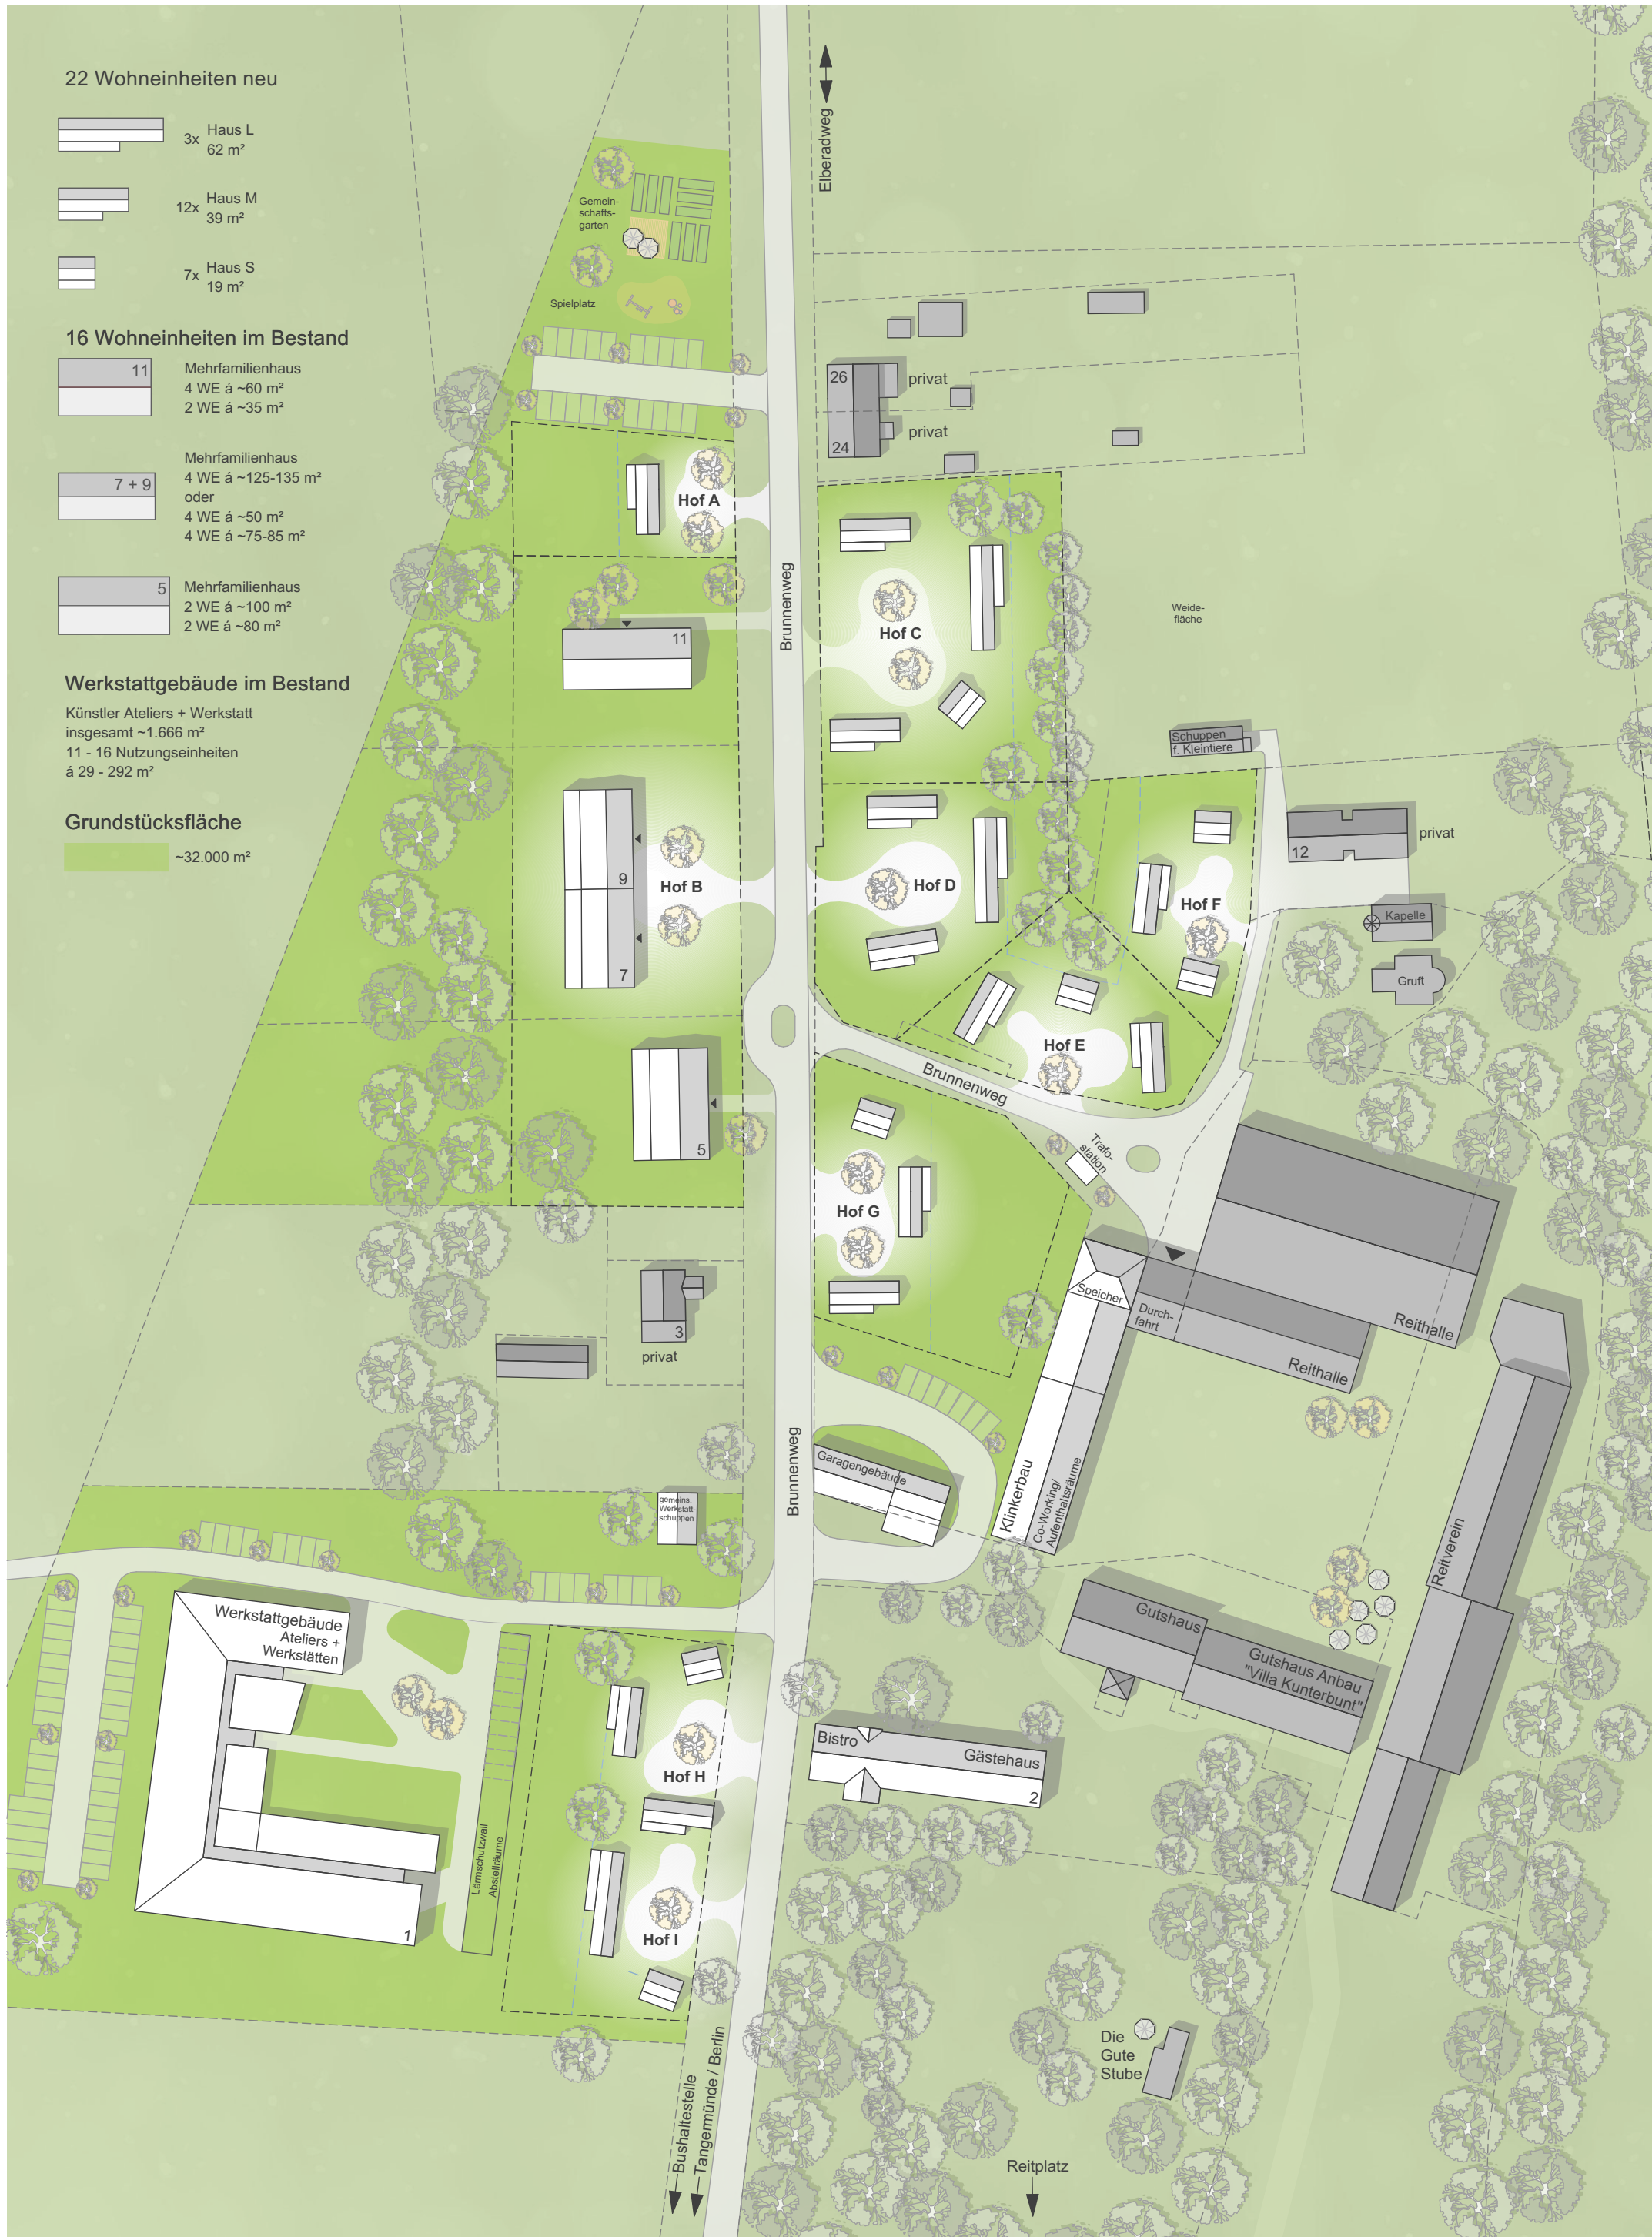 22 Wohneinheiten neu
3x
Haus L
62 m²
12x
Haus M
39 m²
7x
Haus S
19 m²
16 Wohneinheiten im Bestand
11
Mehrfamilienhaus
4 WE á ~60 m²
2 WE á ~35 m²
7 + 9
Mehrfamilienhaus
4 WE á ~125-135 m²
oder
4 WE á ~50 m²
4 WE á ~75-85 m²
5
Mehrfamilienhaus
2 WE á ~100 m²
2 WE á ~80 m²
Werkstattgebäude im Bestand
Künstler Ateliers + Werkstatt
insgesamt ~1.666 m²
11 - 16 Nutzungseinheiten
á 29 - 292 m²
Grundstücksfläche
~32.000 m²
Elberadweg
Gemein-
schafts-
garten
Spielplatz
26
privat
24
privat
Hof A
Brunnenweg
11
Hof C
Weide-
fläche
Schuppen
f. Kleintiere
12
privat
9
7
Hof B
Hof D
Hof F
Kapelle
Gruft
Hof E
Brunnenweg
5
Trafo-
station
Hof G
Speicher
Durch-
fahrt
Reithalle
Reithalle
3
privat
Brunnenweg
Garagengebäude
Klinkerbau
Co-Working/
Aufenthaltsräume
gemeins.
Werkstatt-
schuppen
Reitverein
Werkstattgebäude
Ateliers +
Werkstätten
Gutshaus
Gutshaus Anbau
"Villa Kunterbunt"
Hof H
Bistro
Gästehaus
2
Lärmschutzwall
Abstellräume
1
Hof I
Die
Gute
Stube
Bushaltestelle
Tangermünde / Berlin
Reitplatz